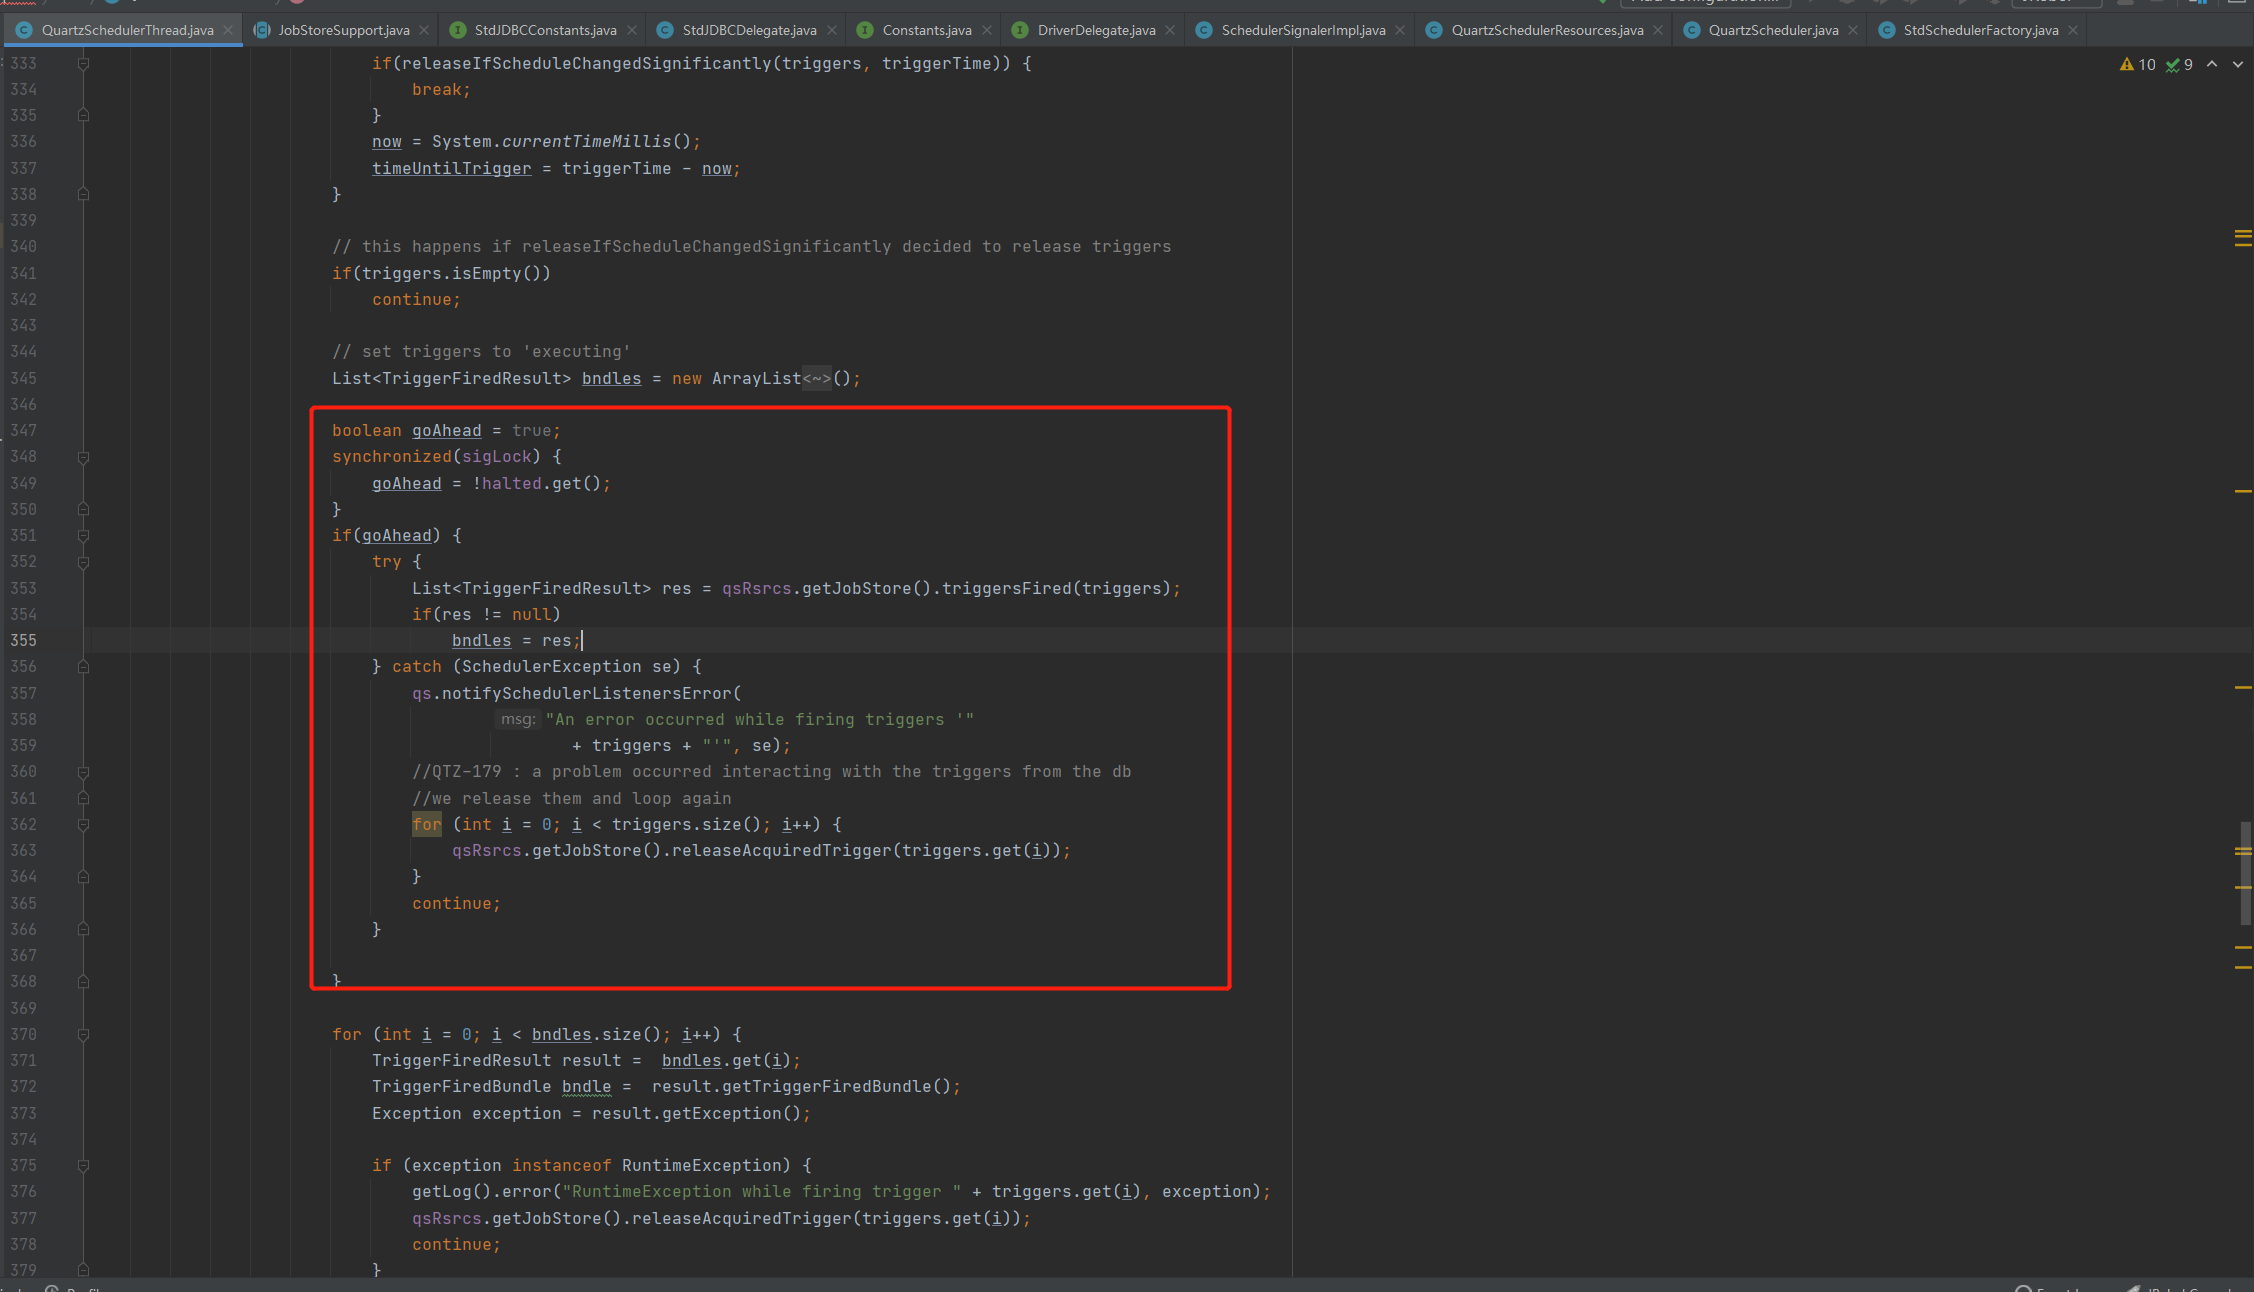 QuartzSchedulerThread.java JobStoreSupport.java StdJDBCConstants.java StdJDBCDelegate.java Constants.java DriverDelegate.java SchedulerSignalerImpl.java QuartzSchedulerResources.java QuartzScheduler.java StdSchedulerFactory.java
10 9
333 if(releaseIfScheduleChangedSignificantly(triggers, triggerTime)) {
334 break;
335 }
336 now = System.currentTimeMillis();
337 timeUntilTrigger = triggerTime - now;
338 }
339
340 // this happens if releaseIfScheduleChangedSignificantly decided to release triggers
341 if(triggers.isEmpty())
342 continue;
343
344 // set triggers to 'executing'
345 List<TriggerFiredResult> bndles = new ArrayList<~>();
346
347 boolean goAhead = true;
348 synchronized(sigLock) {
349 goAhead = !halted.get();
350 }
351 if(goAhead) {
352 try {
353 List<TriggerFiredResult> res = qsRsrcs.getJobStore().triggersFired(triggers);
354 if(res != null)
355 bndles = res;
356 } catch (SchedulerException se) {
357 qs.notifySchedulerListenersError(
358 msg: "An error occurred while firing triggers '"
359 + triggers + "'", se);
360 //QTZ-179 : a problem occurred interacting with the triggers from the db
361 //we release them and loop again
362 for (int i = 0; i < triggers.size(); i++) {
363 qsRsrcs.getJobStore().releaseAcquiredTrigger(triggers.get(i));
364 }
365 continue;
366 }
367
368 }
369
370 for (int i = 0; i < bndles.size(); i++) {
371 TriggerFiredResult result =  bndles.get(i);
372 TriggerFiredBundle bndle =  result.getTriggerFiredBundle();
373 Exception exception = result.getException();
374
375 if (exception instanceof RuntimeException) {
376 getLog().error("RuntimeException while firing trigger " + triggers.get(i), exception);
377 qsRsrcs.getJobStore().releaseAcquiredTrigger(triggers.get(i));
378 continue;
379 }